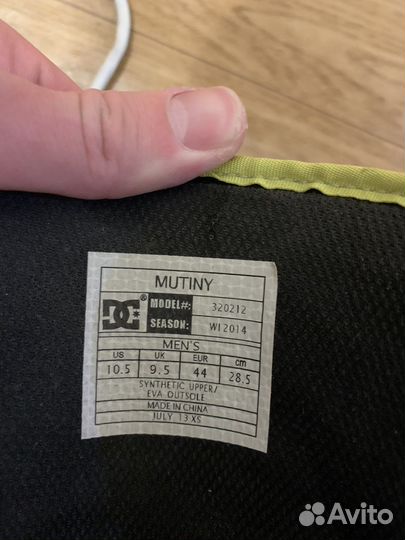 MUTINY
DC® MODEL#: 320212
SEASON: WI2014
MEN'S
US UK EUR cm
10.5 9.5 44 28.5
SYNTHETIC UPPER/
EVA OUTSOLE
MADE IN CHINA
JULY 13 XS
Avito